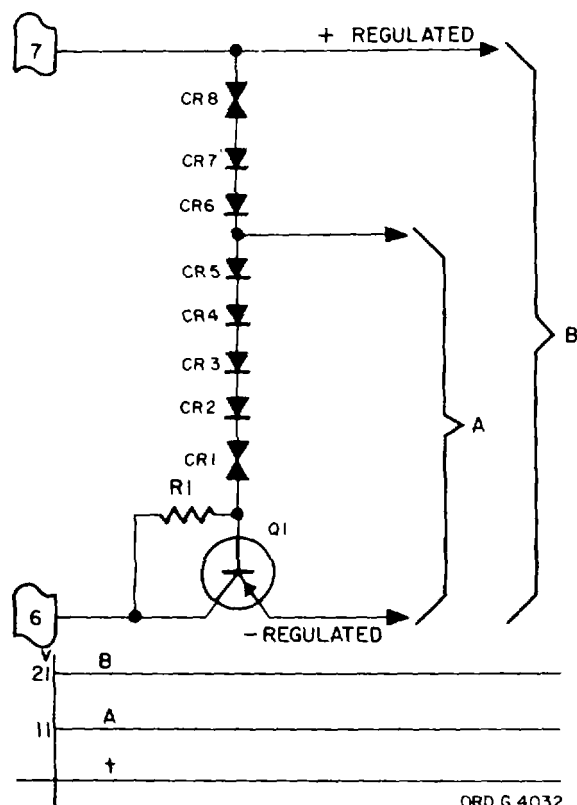 7
+ REGULATED
CR8
CR7
CR6
CR5
CR4
CR3
CR2
CR1
R1
Q1
A
B
6
- REGULATED
V
21 B
11 A
t
ORD G 4032